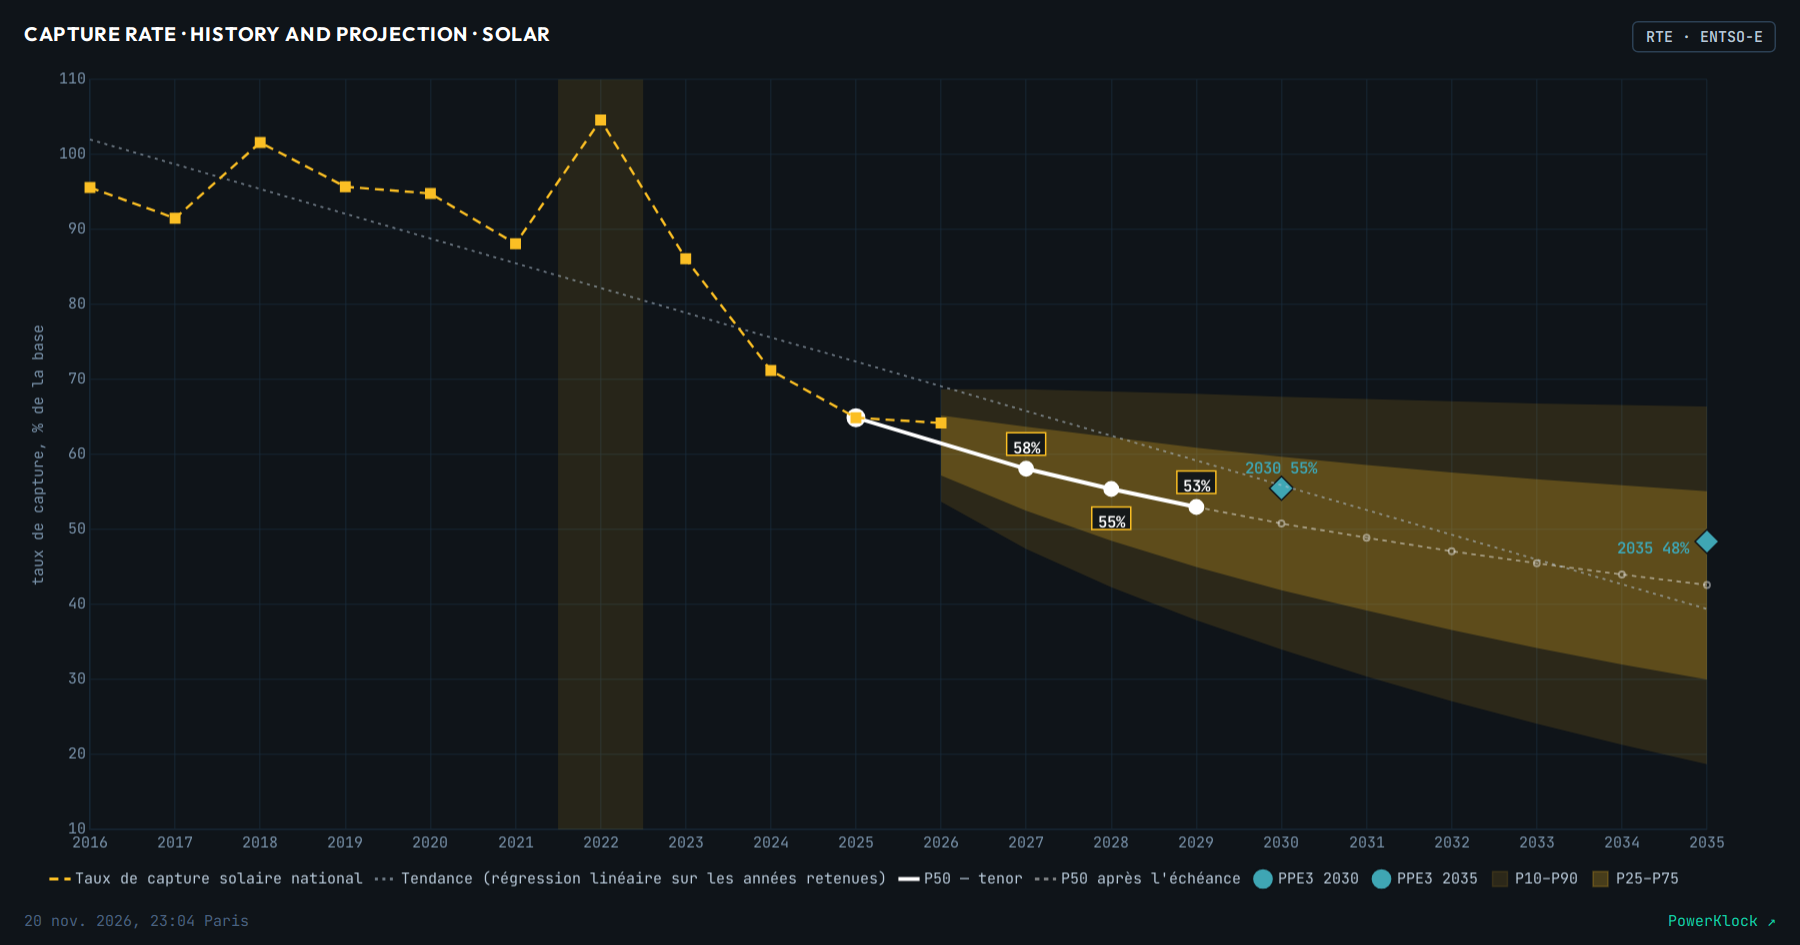 CAPTURE RATE · HISTORY AND PROJECTION · SOLAR
RTE · ENTSO-E
taux de capture, % de la base
110
100
90
80
70
60
50
40
30
20
10
58%
55%
53%
2030 55%
2035 48%
2016 2017 2018 2019 2020 2021 2022 2023 2024 2025 2026 2027 2028 2029 2030 2031 2032 2033 2034 2035
Taux de capture solaire national Tendance (régression linéaire sur les années retenues) P50 — tenor P50 après l'échéance PPE3 2030 PPE3 2035 P10–P90 P25–P75
20 nov. 2026, 23:04 Paris
PowerKlock ↗